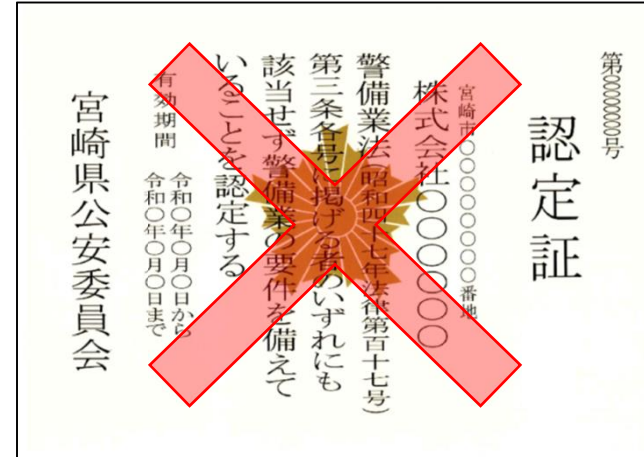 第〇〇〇〇〇〇〇号
認定証
宮崎市〇〇〇〇〇〇〇番地
株式会社〇〇〇〇〇〇
警備業法(昭和四十七年法律第百十七号)
第三条各号に掲げる者のいずれにも
該当せず警備業の要件を備えて
いることを認定する
有効期間
令和〇年〇月〇日から
令和〇年〇月〇日まで
宮崎県公安委員会